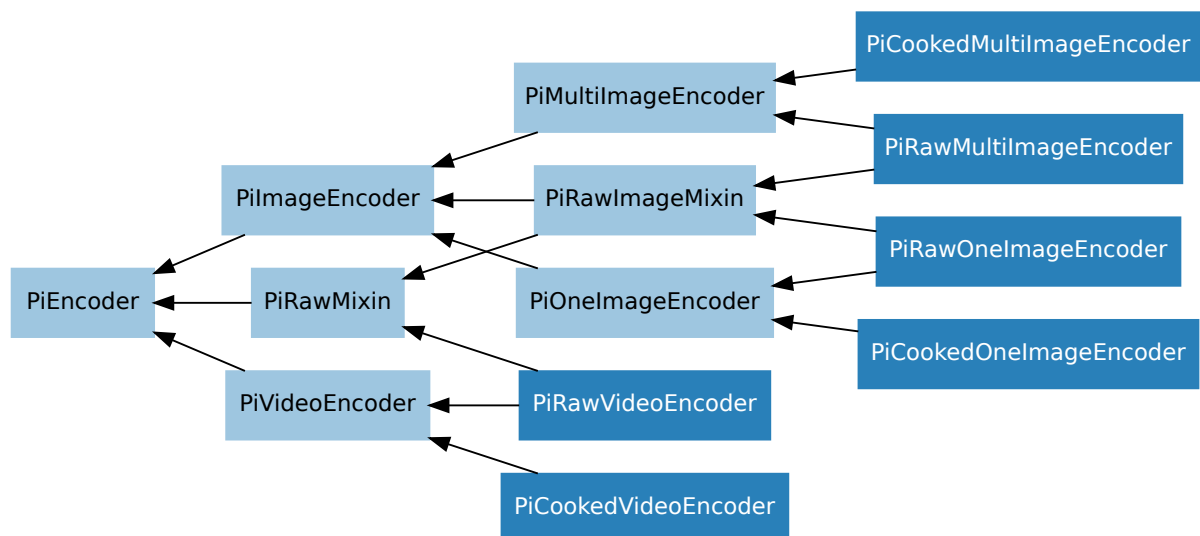 PiCookedMultiImageEncoder
PiMultiImageEncoder
PiRawMultiImageEncoder
PiImageEncoder
PiRawImageMixin
PiRawOneImageEncoder
PiEncoder
PiRawMixin
PiOneImageEncoder
PiCookedOneImageEncoder
PiVideoEncoder
PiRawVideoEncoder
PiCookedVideoEncoder